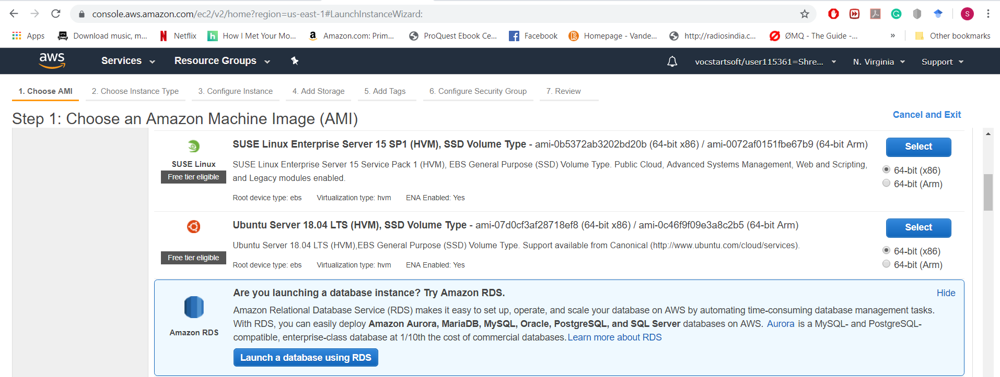 console.aws.amazon.com/ec2/v2/home?region=us-east-1#LaunchInstanceWizard:
S
Apps Download music, m... Netflix How I Met Your Mo... Amazon.com: Prim... ProQuest Ebook Ce... Facebook Homepage - Vande... http://radiosindia.c... ØMQ - The Guide -... » Other bookmarks
aws Services Resource Groups vocstartsoft/user115361=Shre... N. Virginia Support
1. Choose AMI 2. Choose Instance Type 3. Configure Instance 4. Add Storage 5. Add Tags 6. Configure Security Group 7. Review
Step 1: Choose an Amazon Machine Image (AMI) Cancel and Exit
SUSE Linux
Free tier eligible
SUSE Linux Enterprise Server 15 SP1 (HVM), SSD Volume Type - ami-0b5372ab3202bd20b (64-bit x86) / ami-0072af0151fbe67b9 (64-bit Arm)
SUSE Linux Enterprise Server 15 Service Pack 1 (HVM), EBS General Purpose (SSD) Volume Type. Public Cloud, Advanced Systems Management, Web and Scripting,
and Legacy modules enabled.
Root device type: ebs Virtualization type: hvm ENA Enabled: Yes
Select
64-bit (x86)
64-bit (Arm)
Free tier eligible
Ubuntu Server 18.04 LTS (HVM), SSD Volume Type - ami-07d0cf3af28718ef8 (64-bit x86) / ami-0c46f9f09e3a8c2b5 (64-bit Arm)
Ubuntu Server 18.04 LTS (HVM),EBS General Purpose (SSD) Volume Type. Support available from Canonical (http://www.ubuntu.com/cloud/services).
Root device type: ebs Virtualization type: hvm ENA Enabled: Yes
Select
64-bit (x86)
64-bit (Arm)
Amazon RDS
Are you launching a database instance? Try Amazon RDS. Hide
Amazon Relational Database Service (RDS) makes it easy to set up, operate, and scale your database on AWS by automating time-consuming database management tasks.
With RDS, you can easily deploy Amazon Aurora, MariaDB, MySQL, Oracle, PostgreSQL, and SQL Server databases on AWS. Aurora is a MySQL- and PostgreSQL-
compatible, enterprise-class database at 1/10th the cost of commercial databases. Learn more about RDS
Launch a database using RDS